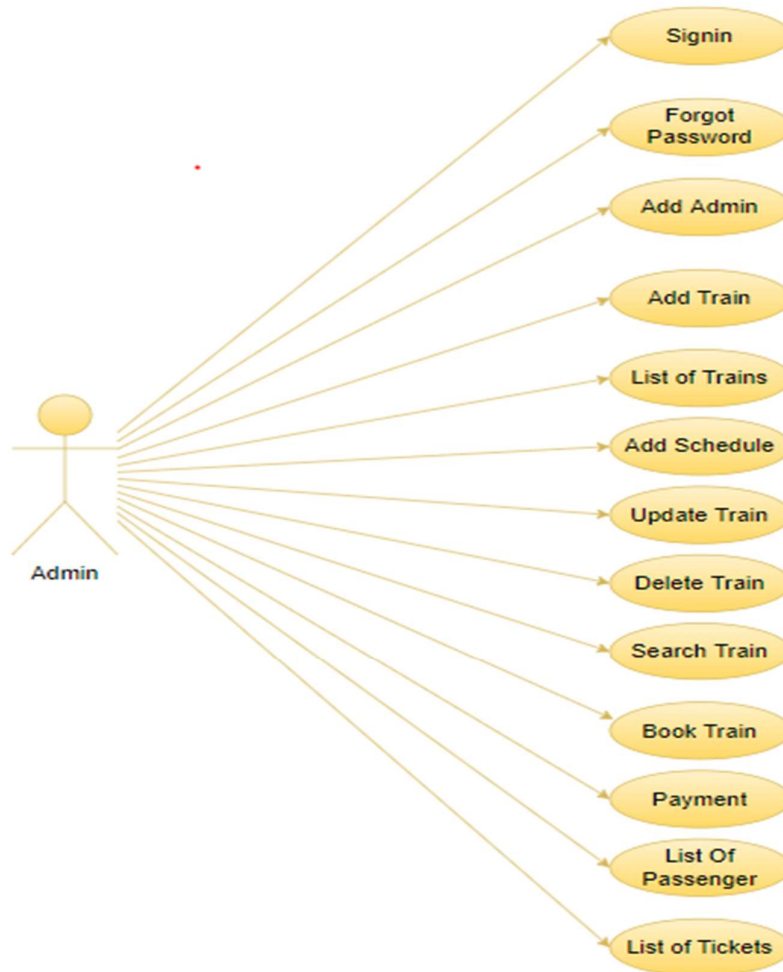 Signin
Forgot
Password
Add Admin
Add Train
List of Trains
Add Schedule
Update Train
Admin
Delete Train
Search Train
Book Train
Payment
List Of
Passenger
List of Tickets